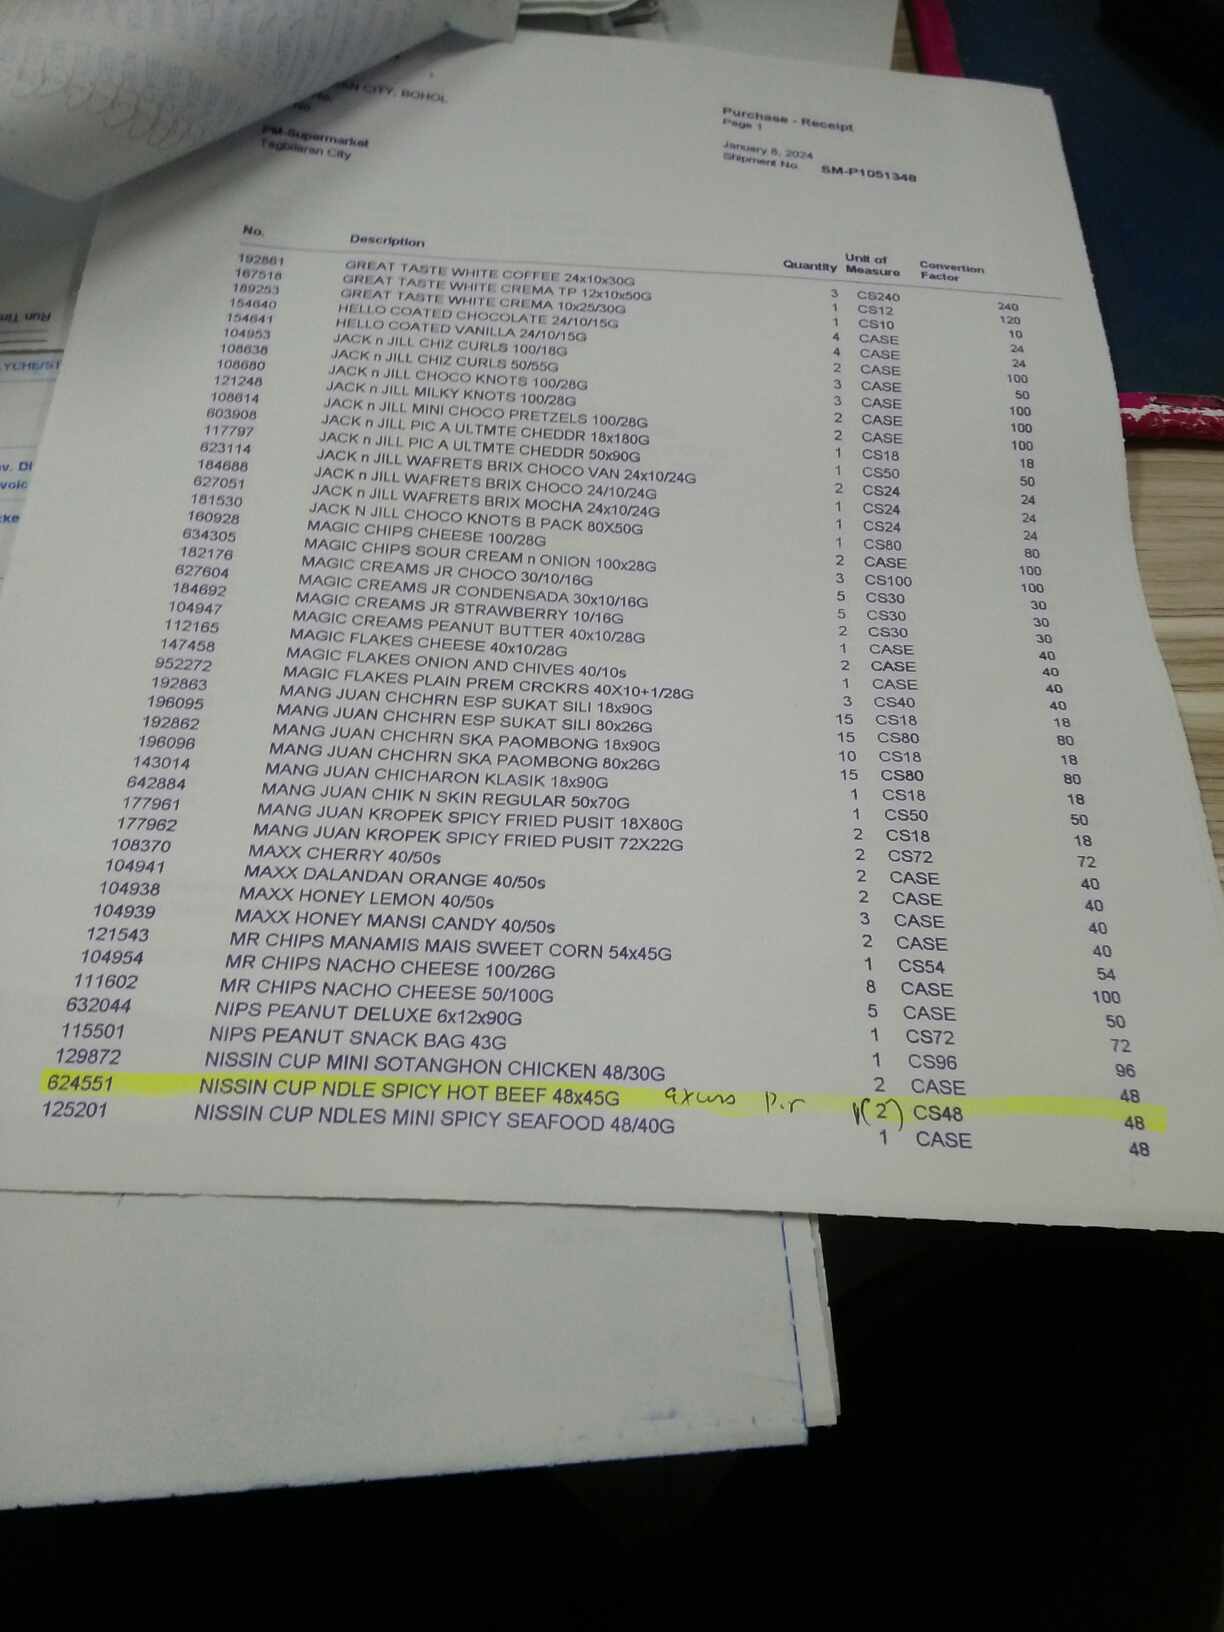 AN CITY, BOHOL
PM-Supermarket
Tagbilaran City
Purchase - Receipt
Page 1
January 8, 2024
Shipment No. SM-P1051348
No. Description Quantity Unit of Measure Convertion Factor
192861 GREAT TASTE WHITE COFFEE 24x10x30G 3 CS240 240
167518 GREAT TASTE WHITE CREMA TP 12x10x50G 1 CS12 120
189253 GREAT TASTE WHITE CREMA 10x25/30G 1 CS10 10
154640 HELLO COATED CHOCOLATE 24/10/15G 4 CASE 24
154641 HELLO COATED VANILLA 24/10/15G 4 CASE 24
104953 JACK n JILL CHIZ CURLS 100/18G 2 CASE 100
108638 JACK n JILL CHIZ CURLS 50/55G 3 CASE 50
108680 JACK n JILL CHOCO KNOTS 100/28G 3 CASE 100
121248 JACK n JILL MILKY KNOTS 100/28G 2 CASE 100
108614 JACK n JILL MINI CHOCO PRETZELS 100/28G 2 CASE 100
603908 JACK n JILL PIC A ULTMTE CHEDDR 18x180G 1 CS18 18
117797 JACK n JILL PIC A ULTMTE CHEDDR 50x90G 1 CS50 50
623114 JACK n JILL WAFRETS BRIX CHOCO VAN 24x10/24G 2 CS24 24
184688 JACK n JILL WAFRETS BRIX CHOCO 24/10/24G 1 CS24 24
627051 JACK n JILL WAFRETS BRIX MOCHA 24x10/24G 1 CS24 24
181530 JACK N JILL CHOCO KNOTS B PACK 80X50G 1 CS80 80
160928 MAGIC CHIPS CHEESE 100/28G 2 CASE 100
634305 MAGIC CHIPS SOUR CREAM n ONION 100x28G 3 CS100 100
182176 MAGIC CREAMS JR CHOCO 30/10/16G 5 CS30 30
627604 MAGIC CREAMS JR CONDENSADA 30x10/16G 5 CS30 30
184692 MAGIC CREAMS JR STRAWBERRY 10/16G 2 CS30 30
104947 MAGIC CREAMS PEANUT BUTTER 40x10/28G 1 CASE 40
112165 MAGIC FLAKES CHEESE 40x10/28G 2 CASE 40
147458 MAGIC FLAKES ONION AND CHIVES 40/10s 1 CASE 40
952272 MAGIC FLAKES PLAIN PREM CRCKRS 40X10+1/28G 3 CS40 40
192863 MANG JUAN CHCHRN ESP SUKAT SILI 18x90G 15 CS18 18
196095 MANG JUAN CHCHRN ESP SUKAT SILI 80x26G 15 CS80 80
192862 MANG JUAN CHCHRN SKA PAOMBONG 18x90G 10 CS18 18
196096 MANG JUAN CHCHRN SKA PAOMBONG 80x26G 15 CS80 80
143014 MANG JUAN CHICHARON KLASIK 18x90G 1 CS18 18
642884 MANG JUAN CHIK N SKIN REGULAR 50x70G 1 CS50 50
177961 MANG JUAN KROPEK SPICY FRIED PUSIT 18X80G 2 CS18 18
177962 MANG JUAN KROPEK SPICY FRIED PUSIT 72X22G 2 CS72 72
108370 MAXX CHERRY 40/50s 2 CASE 40
104941 MAXX DALANDAN ORANGE 40/50s 2 CASE 40
104938 MAXX HONEY LEMON 40/50s 3 CASE 40
104939 MAXX HONEY MANSI CANDY 40/50s 2 CASE 40
121543 MR CHIPS MANAMIS MAIS SWEET CORN 54x45G 1 CS54 54
104954 MR CHIPS NACHO CHEESE 100/26G 8 CASE 100
111602 MR CHIPS NACHO CHEESE 50/100G 5 CASE 50
632044 NIPS PEANUT DELUXE 6x12x90G 1 CS72 72
115501 NIPS PEANUT SNACK BAG 43G 1 CS96 96
129872 NISSIN CUP MINI SOTANGHON CHICKEN 48/30G 2 CASE 48
624551 NISSIN CUP NDLE SPICY HOT BEEF 48x45G (2) CS48 48
125201 NISSIN CUP NDLES MINI SPICY SEAFOOD 48/40G 1 CASE 48